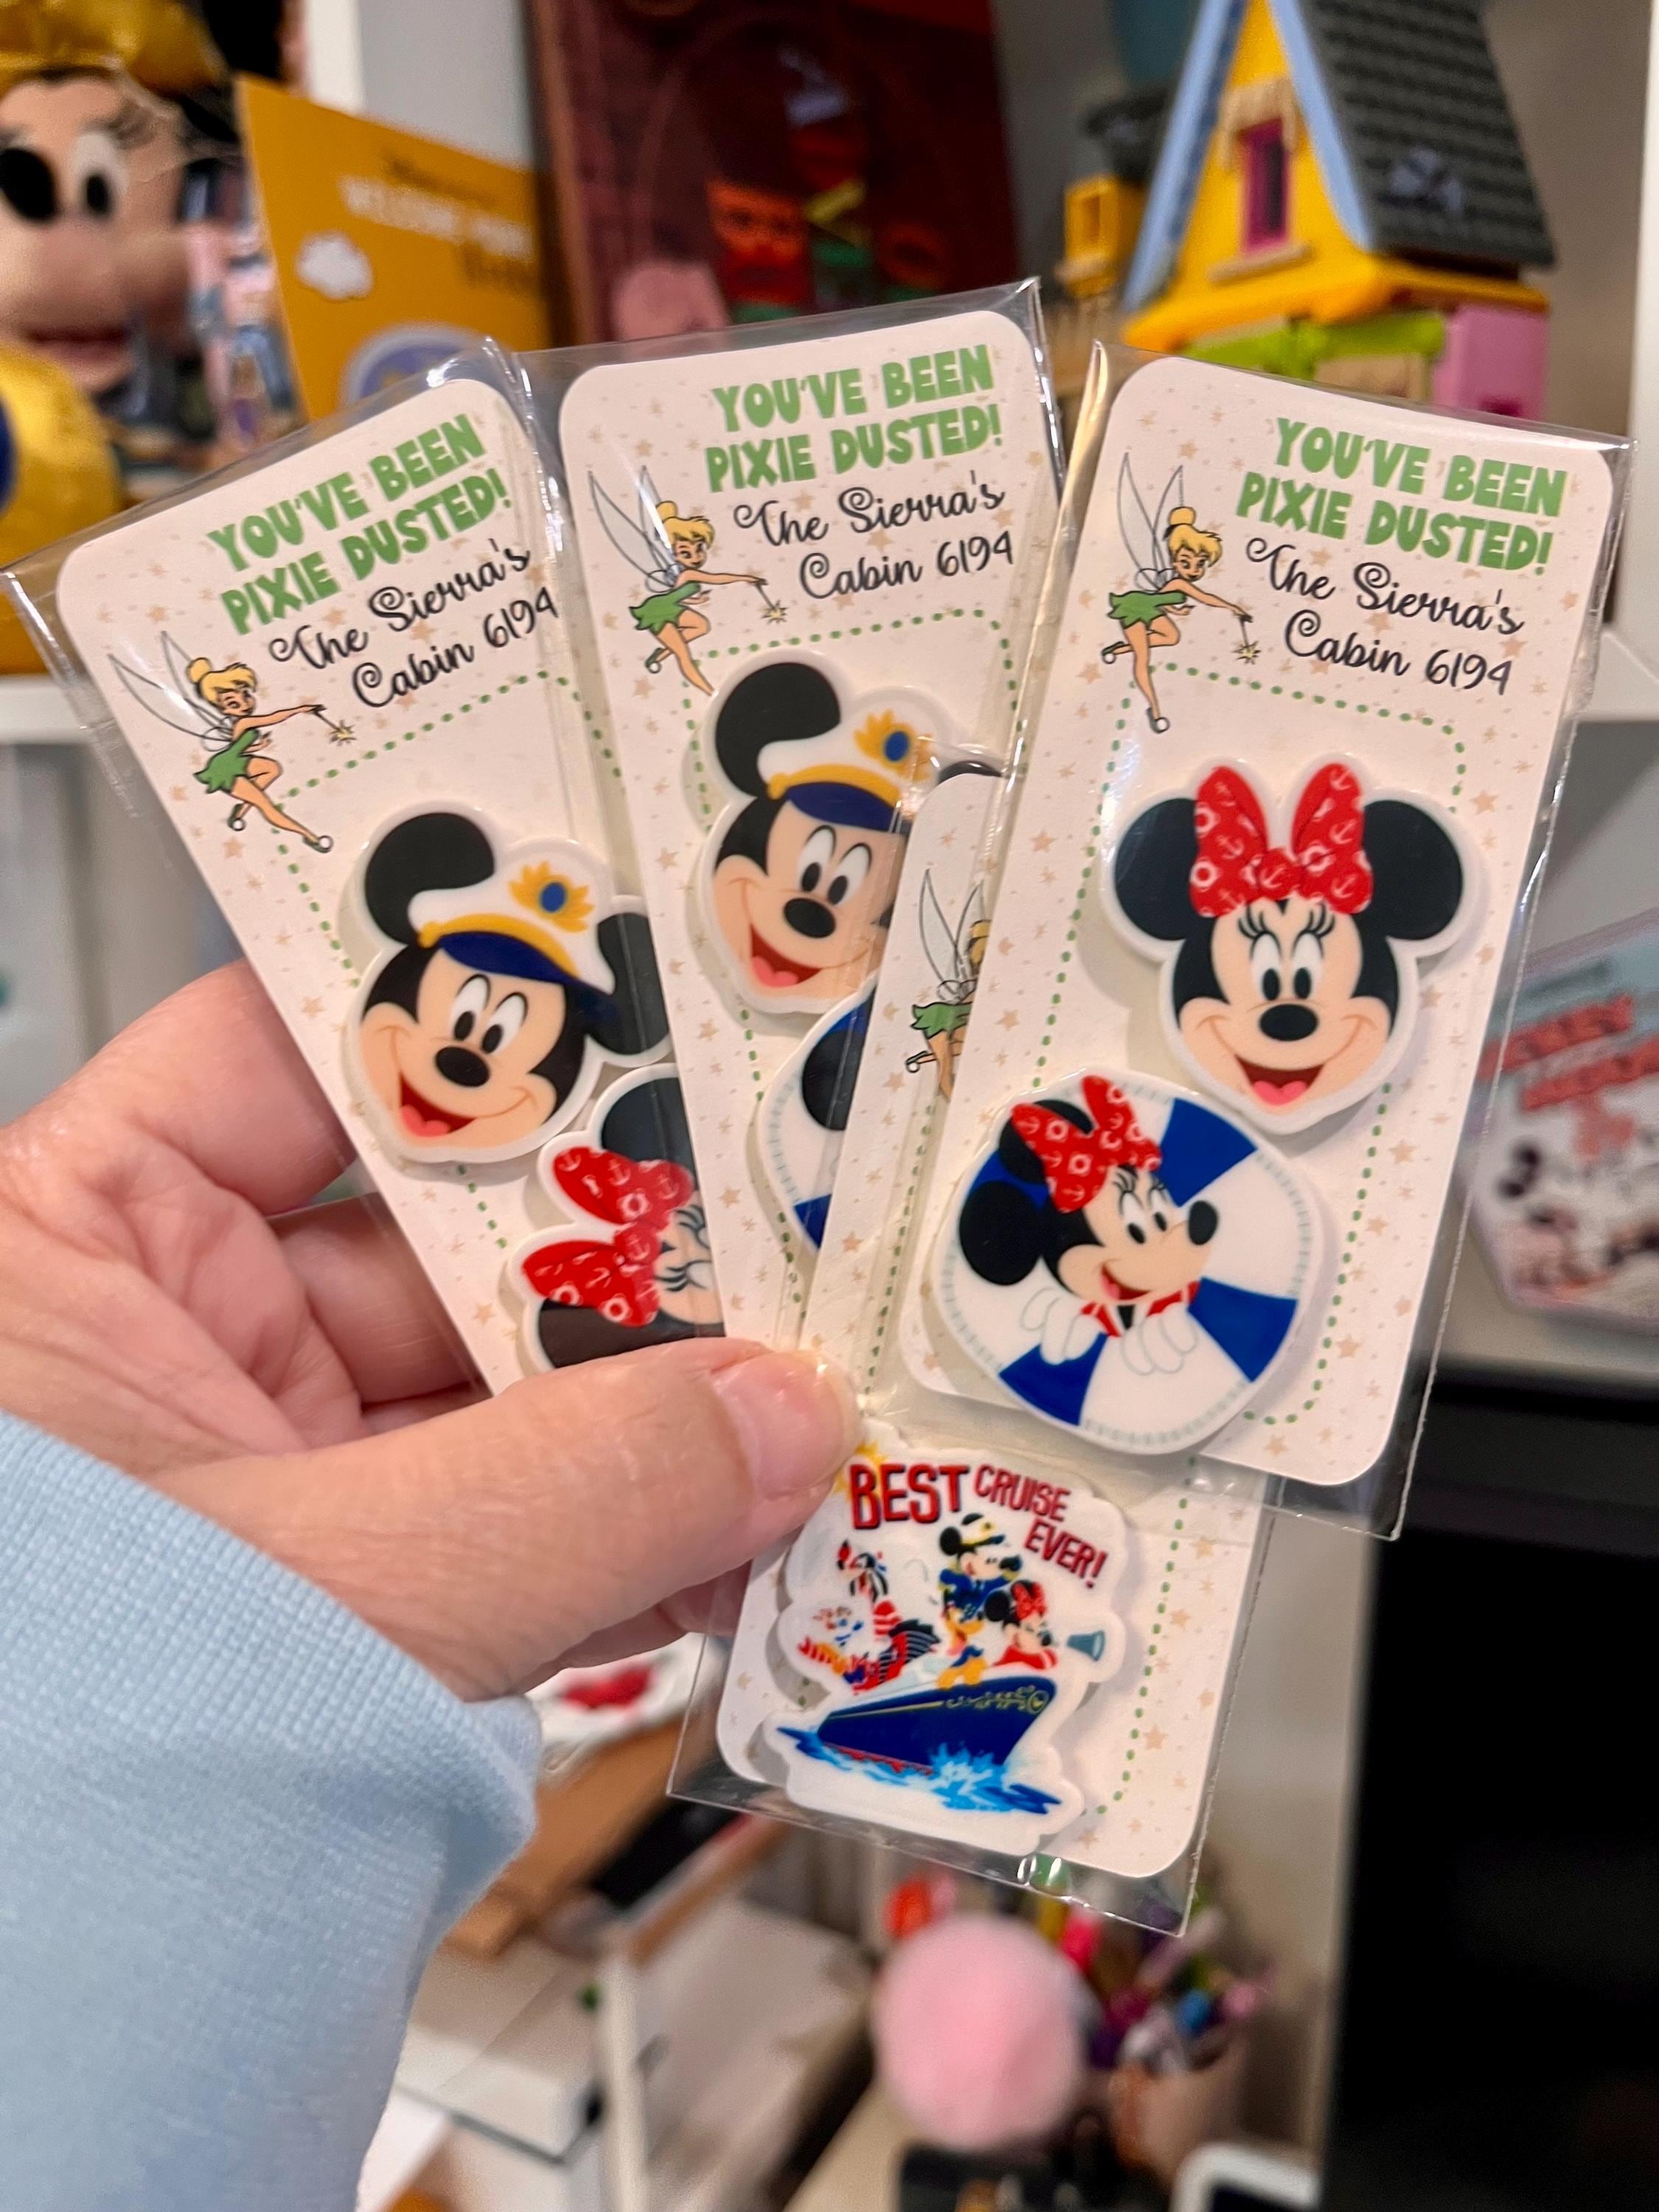 WELCOME
YOU'VE BEEN
PIXIE DUSTED!
The Sierra's
Cabin 6194
YOU'VE BEEN
PIXIE DUSTED!
The Sierra's
Cabin 6194
YOU'VE BEEN
PIXIE DUSTED!
The Sierra's
Cabin 6194
BEST CRUISE
EVER!